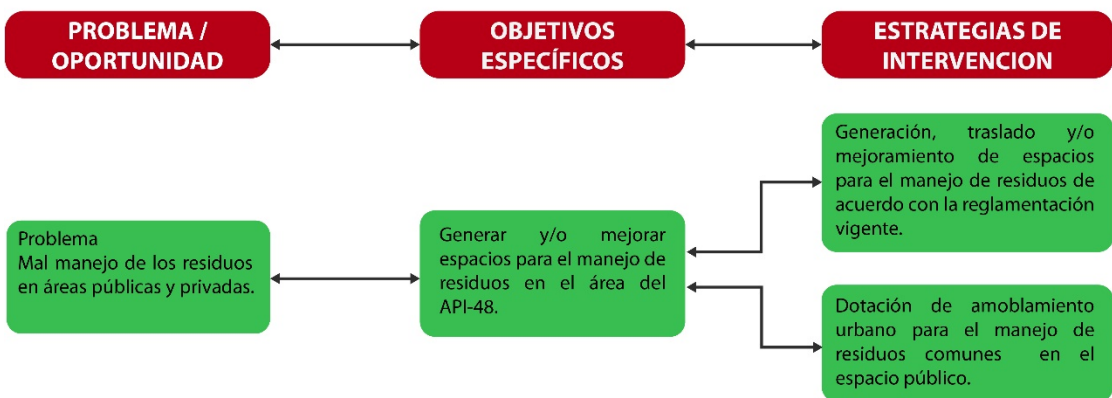 PROBLEMA /
OPORTUNIDAD
OBJETIVOS
ESPECÍFICOS
ESTRATEGIAS DE
INTERVENCION
Problema
Mal manejo de los residuos
en áreas públicas y privadas.
Generar y/o mejorar
espacios para el manejo de
residuos en el área del
API-48.
Generación, traslado y/o
mejoramiento de espacios
para el manejo de residuos de
acuerdo con la reglamentación
vigente.
Dotación de amoblamiento
urbano para el manejo de
residuos comunes en el
espacio público.